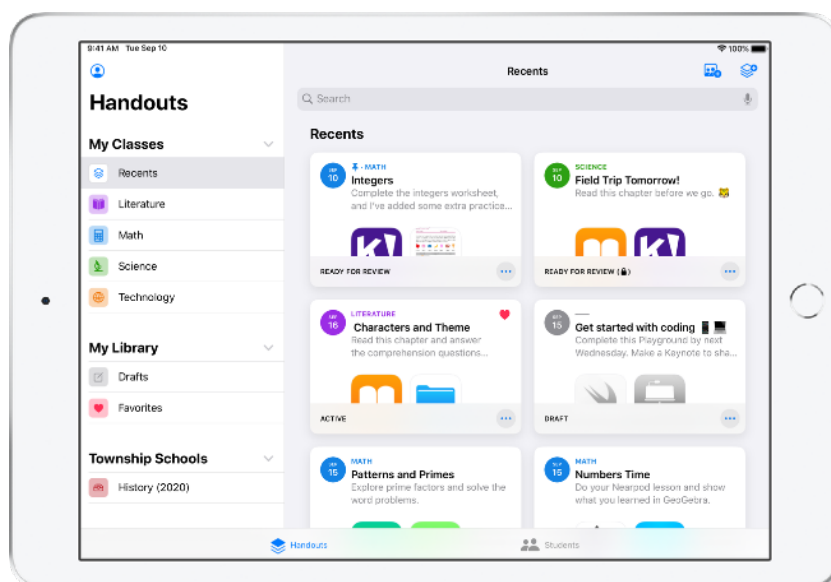 9:41 AM Tue Sep 10
100%
Handouts
My Classes
Recents
Literature
Math
Science
Technology
My Library
Drafts
Favorites
Township Schools
History (2020)
Recents
Search
Recents
SEP
10
MATH
Integers
Complete the integers worksheet,
and I've added some extra practice...
K!
READY FOR REVIEW
SEP
10
SCIENCE
Field Trip Tomorrow!
Read this chapter before we go. 🐯
K!
READY FOR REVIEW (🔒)
SEP
16
LITERATURE
Characters and Theme
Read this chapter and answer
the comprehension questions...
ACTIVE
SEP
15
—
Get started with coding 📱 💻
Complete this Playground by next
Wednesday. Make a Keynote to sha...
DRAFT
SEP
15
MATH
Patterns and Primes
Explore prime factors and solve the
word problems.
SEP
15
MATH
Numbers Time
Do your Nearpod lesson and show
what you learned in GeoGebra.
Handouts
Students